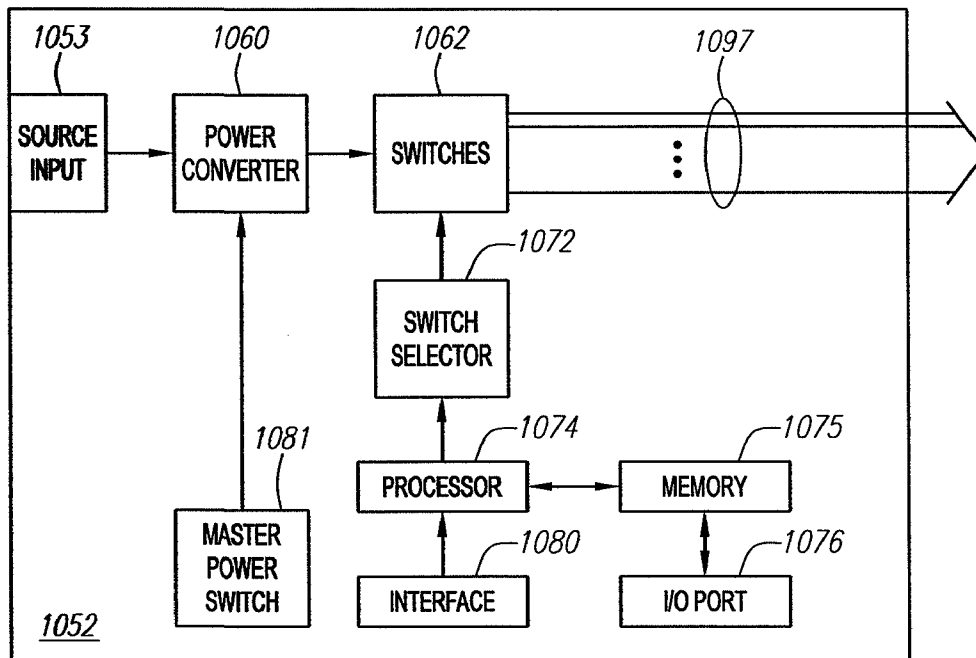 1053
1060
1062
1097
SOURCE
INPUT
POWER
CONVERTER
SWITCHES
1072
SWITCH
SELECTOR
1081
1074
1075
MASTER
POWER
SWITCH
PROCESSOR
MEMORY
1080
1076
INTERFACE
I/O PORT
1052